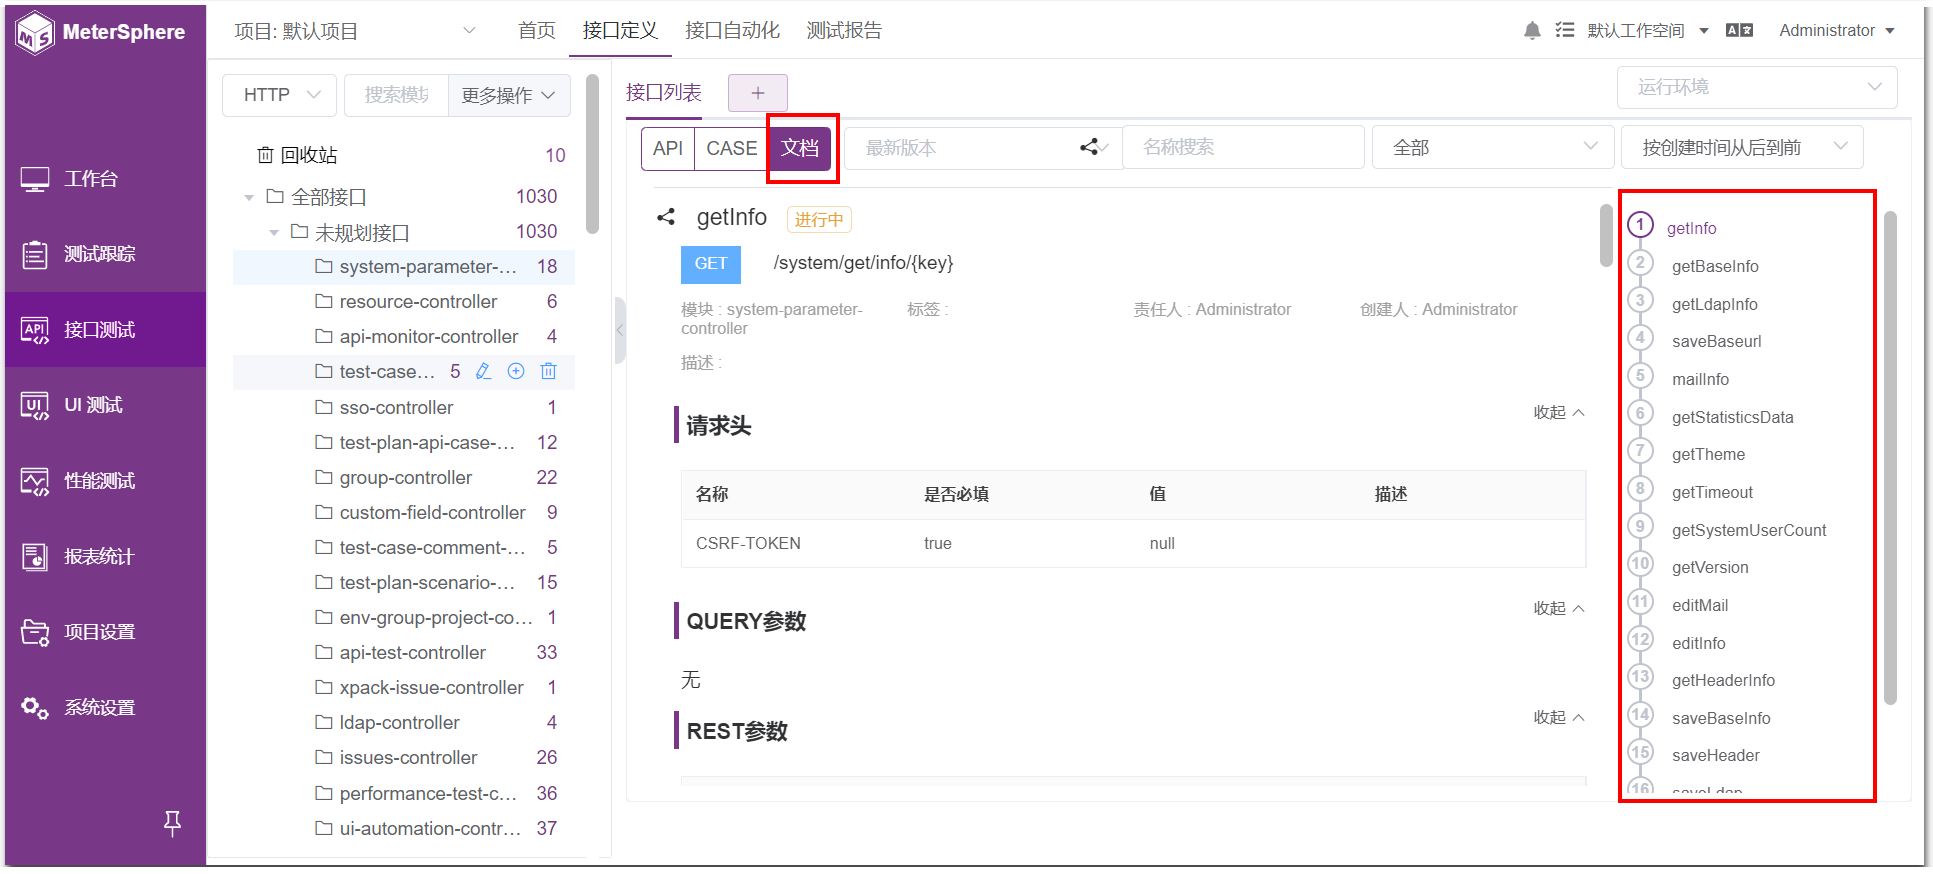 MeterSphere
项目: 默认项目
首页
接口定义
接口自动化
测试报告
默认工作空间
Administrator
工作台
测试跟踪
接口测试
UI 测试
性能测试
报表统计
项目设置
系统设置
HTTP
搜索模块
更多操作
回收站 10
全部接口 1030
未规划接口 1030
system-parameter-... 18
resource-controller 6
api-monitor-controller 4
test-case... 5
sso-controller 1
test-plan-api-case-... 12
group-controller 22
custom-field-controller 9
test-case-comment-... 5
test-plan-scenario-... 15
env-group-project-co... 1
api-test-controller 33
xpack-issue-controller 1
ldap-controller 4
issues-controller 26
performance-test-c... 36
ui-automation-contr... 37
接口列表
+
运行环境
API CASE 文档
最新版本
名称搜索
全部
按创建时间从后到前
getInfo 进行中
GET /system/get/info/{key}
模块 : system-parameter-controller
标签 :
责任人 : Administrator
创建人 : Administrator
描述 :
请求头 收起
名称 是否必填 值 描述
CSRF-TOKEN true null
QUERY参数 收起
无
REST参数 收起
1 getInfo
2 getBaseInfo
3 getLdapInfo
4 saveBaseurl
5 mailInfo
6 getStatisticsData
7 getTheme
8 getTimeout
9 getSystemUserCount
10 getVersion
11 editMail
12 editInfo
13 getHeaderInfo
14 saveBaseInfo
15 saveHeader
16 saveLdap